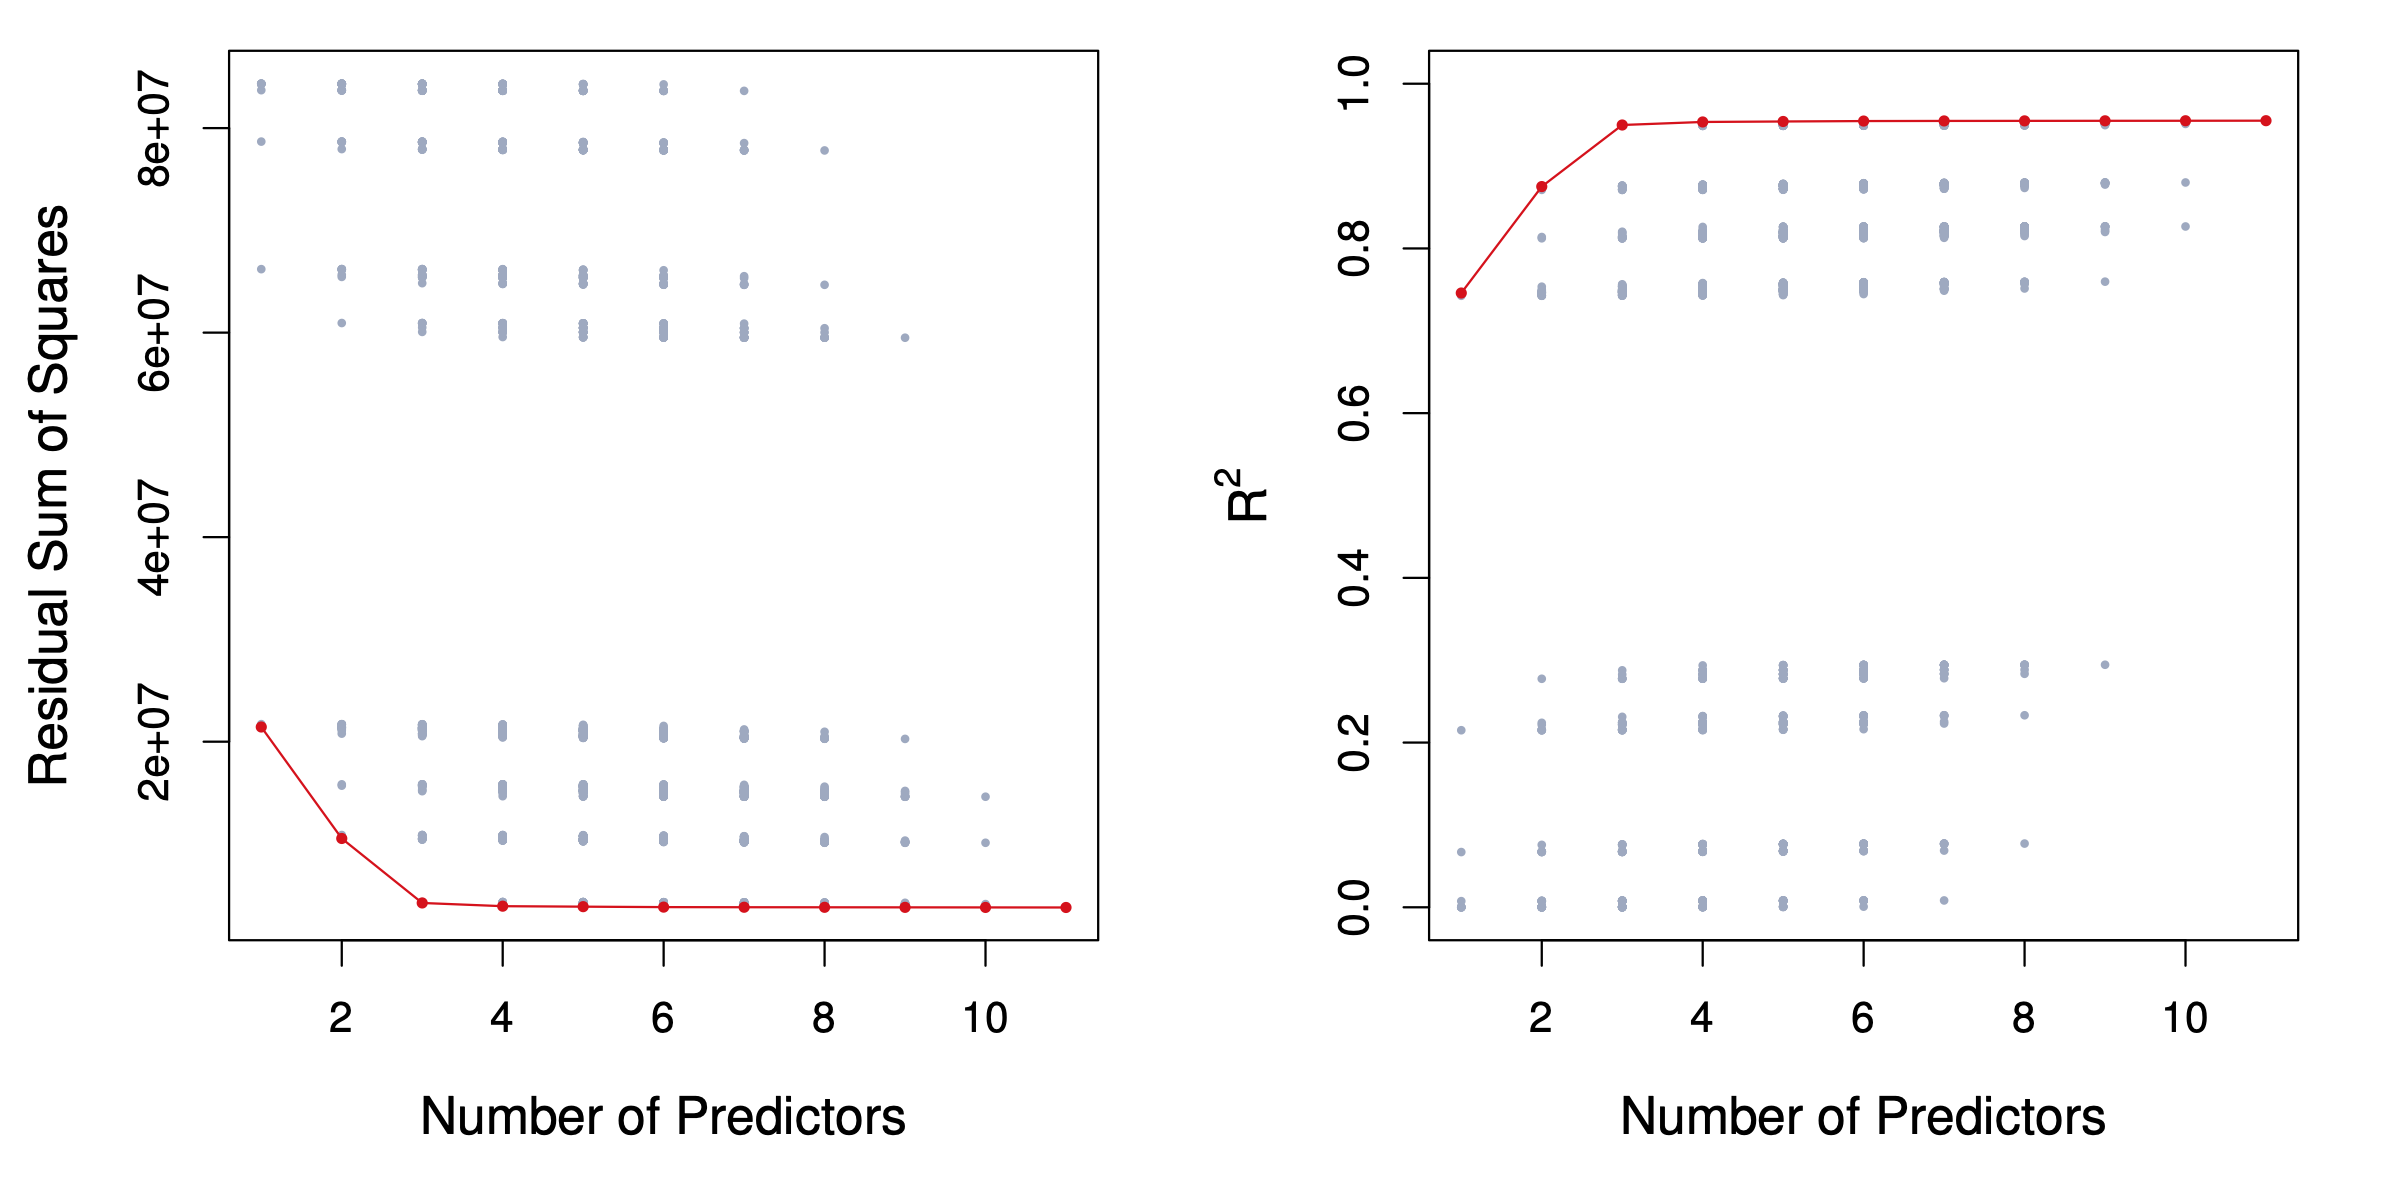 Residual Sum of Squares
8e+07
6e+07
4e+07
2e+07
2 4 6 8 10
Number of Predictors
R²
1.0
0.8
0.6
0.4
0.2
0.0
2 4 6 8 10
Number of Predictors